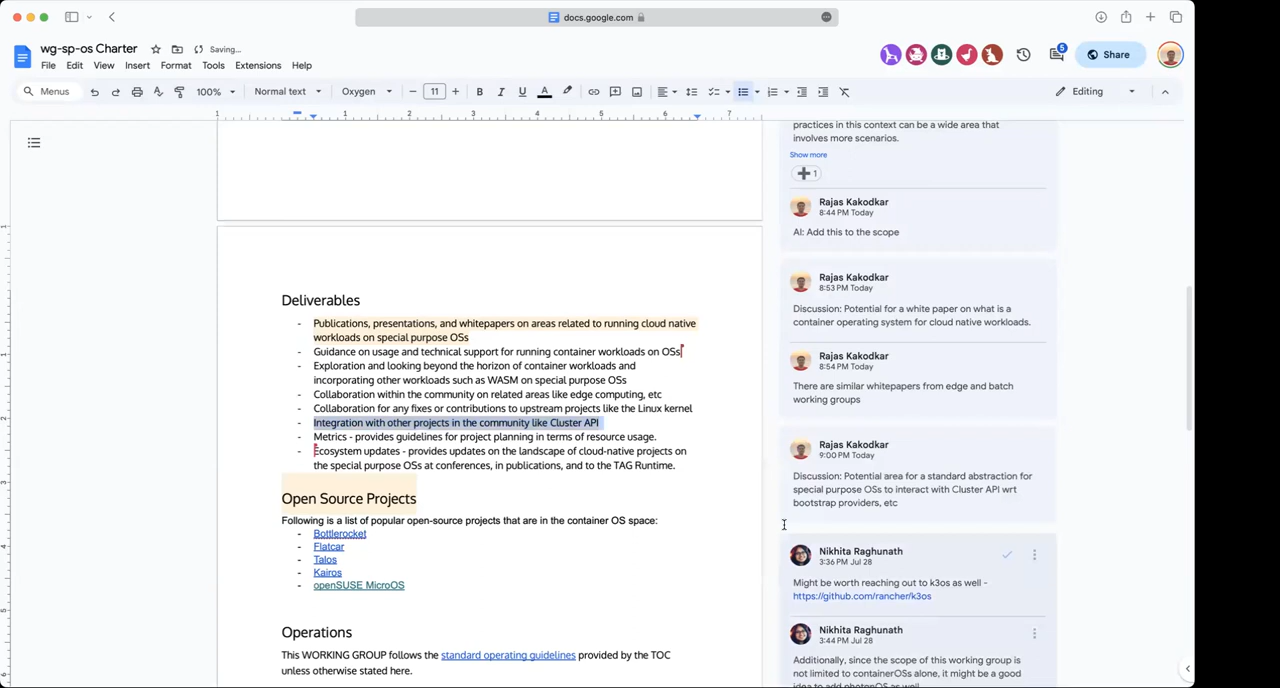 docs.google.com
wg-sp-os Charter
Saving...
File Edit View Insert Format Tools Extensions Help
5
Share
Menus
100%
Normal text
Oxygen
11
B I U A
Editing
1 1 2 3 4 5 6 7
practices in this context can be a wide area that
involves more scenarios.
Show more
1
Rajas Kakodkar
8:44 PM Today
AI: Add this to the scope
Deliverables
- Publications, presentations, and whitepapers on areas related to running cloud native
workloads on special purpose OSs
- Guidance on usage and technical support for running container workloads on OSs
- Exploration and looking beyond the horizon of container workloads and
incorporating other workloads such as WASM on special purpose OSs
- Collaboration within the community on related areas like edge computing, etc
- Collaboration for any fixes or contributions to upstream projects like the Linux kernel
- Integration with other projects in the community like Cluster API
- Metrics - provides guidelines for project planning in terms of resource usage.
- Ecosystem updates - provides updates on the landscape of cloud-native projects on
the special purpose OSs at conferences, in publications, and to the TAG Runtime.
Open Source Projects
Following is a list of popular open-source projects that are in the container OS space:
- Bottlerocket
- Flatcar
- Talos
- Kairos
- openSUSE MicroOS
Operations
This WORKING GROUP follows the standard operating guidelines provided by the TOC
unless otherwise stated here.
Rajas Kakodkar
8:53 PM Today
Discussion: Potential for a white paper on what is a
container operating system for cloud native workloads.
Rajas Kakodkar
8:54 PM Today
There are similar whitepapers from edge and batch
working groups
Rajas Kakodkar
9:00 PM Today
Discussion: Potential area for a standard abstraction for
special purpose OSs to interact with Cluster API wrt
bootstrap providers, etc
Nikhita Raghunath
3:36 PM Jul 28
Might be worth reaching out to k3os as well -
https://github.com/rancher/k3os
Nikhita Raghunath
3:44 PM Jul 28
Additionally, since the scope of this working group is
not limited to containerOSs alone, it might be a good
idea to add photonOS as well